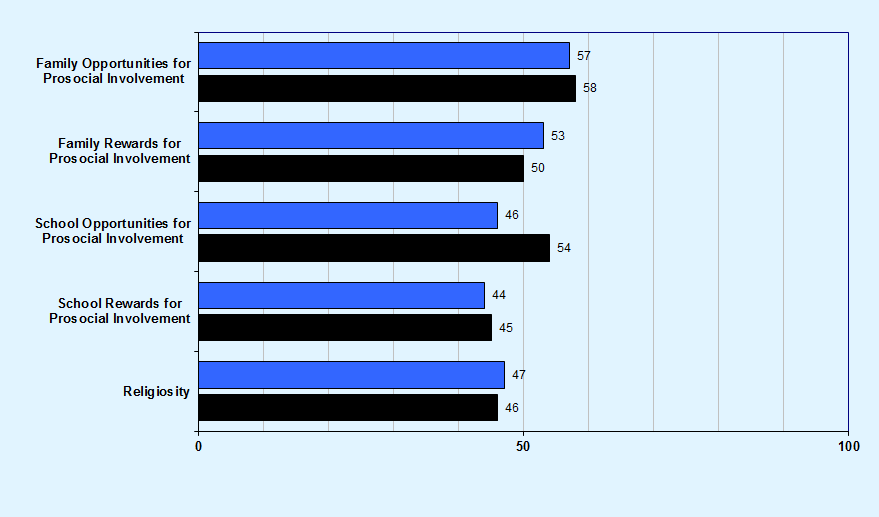 Family Opportunities for
Prosocial Involvement
57
58
Family Rewards for
Prosocial Involvement
53
50
School Opportunities for
Prosocial Involvement
46
54
School Rewards for
Prosocial Involvement
44
45
Religiosity
47
46
0 50 100